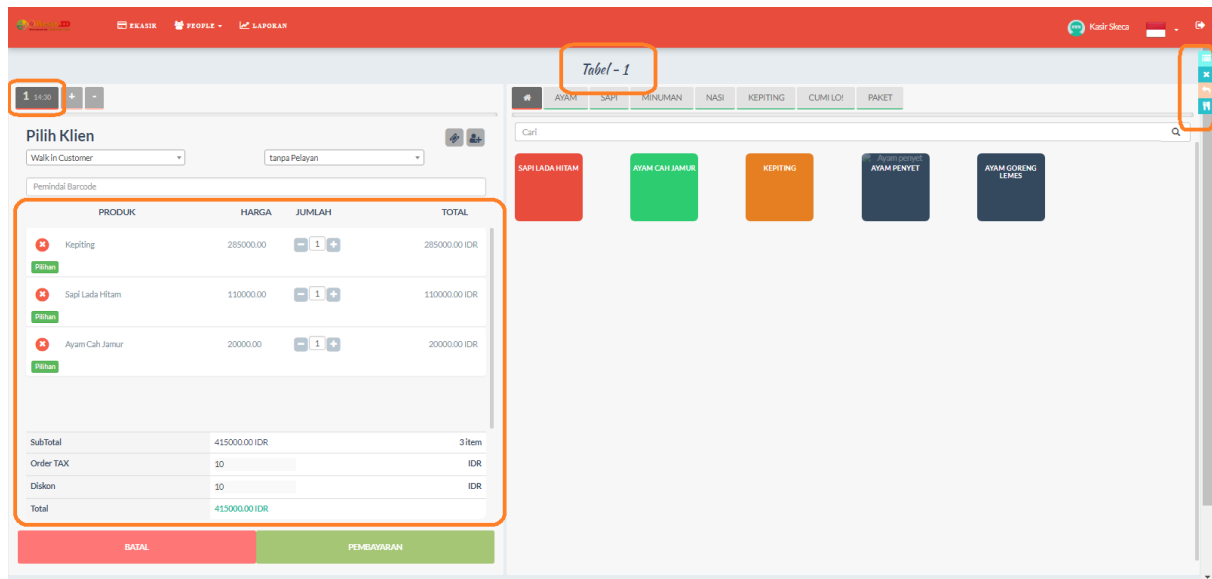 EKASIR PEOPLE LAPORAN Kasir Skeca
Tabel - 1
1 14:30 + -
AYAM SAPI MINUMAN NASI KEPITING CUMI LO! PAKET
Pilih Klien
Cari
Walk in Customer tanpa Pelayan
Pemindai Barcode
SAPI LADA HITAM AYAM CAH JAMUR KEPITING Ayam penyet AYAM PENYET AYAM GORENG LEMES
PRODUK HARGA JUMLAH TOTAL
Kepiting 285000.00 1 285000.00 IDR
Pilihan
Sapi Lada Hitam 110000.00 1 110000.00 IDR
Pilihan
Ayam Cah Jamur 20000.00 1 20000.00 IDR
Pilihan
SubTotal 415000.00 IDR 3 item
Order TAX 10 IDR
Diskon 10 IDR
Total 415000.00 IDR
BATAL PEMBAYARAN